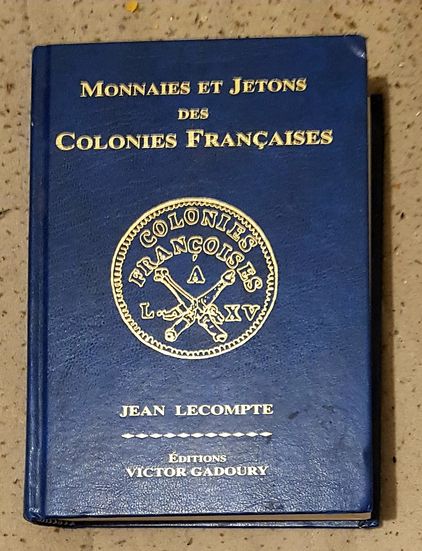 MONNAIES ET JETONS
DES
COLONIES FRANÇAISES
COLONIES
FRANÇOISES
A
L XV
JEAN LECOMPTE
ÉDITIONS
VICTOR GADOURY